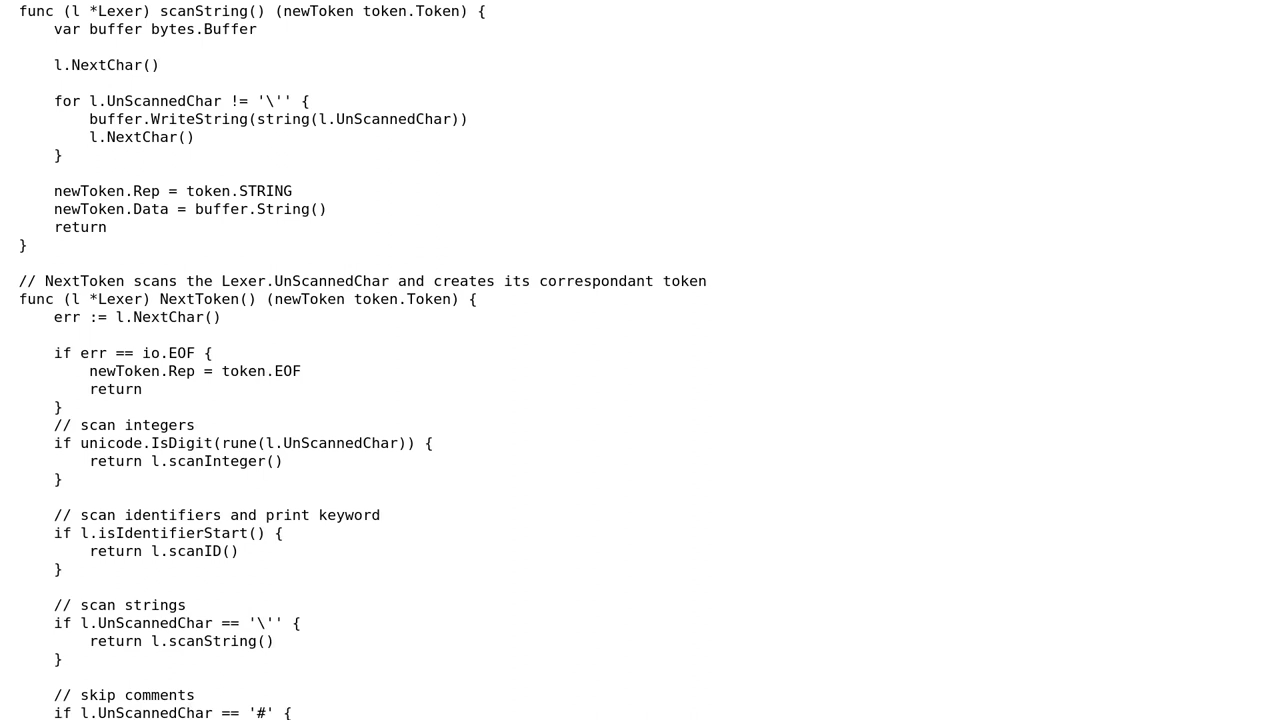 func (l *Lexer) scanString() (newToken token.Token) {
    var buffer bytes.Buffer

    l.NextChar()

    for l.UnScannedChar != '\'' {
        buffer.WriteString(string(l.UnScannedChar))
        l.NextChar()
    }

    newToken.Rep = token.STRING
    newToken.Data = buffer.String()
    return
}

// NextToken scans the Lexer.UnScannedChar and creates its correspondant token
func (l *Lexer) NextToken() (newToken token.Token) {
    err := l.NextChar()

    if err == io.EOF {
        newToken.Rep = token.EOF
        return
    }
    // scan integers
    if unicode.IsDigit(rune(l.UnScannedChar)) {
        return l.scanInteger()
    }

    // scan identifiers and print keyword
    if l.isIdentifierStart() {
        return l.scanID()
    }

    // scan strings
    if l.UnScannedChar == '\'' {
        return l.scanString()
    }

    // skip comments
    if l.UnScannedChar == '#' {